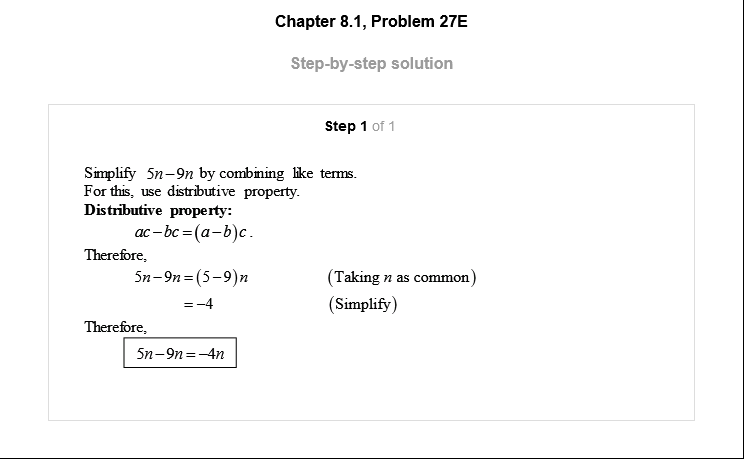 Chapter 8.1, Problem 27E
Step-by-step solution
Step 1 of 1
Simplify 5n−9n by combining like terms.
For this, use distributive property.
Distributive property:
ac−bc=(a−b)c.
Therefore,
5n−9n=(5−9)n (Taking n as common)
=−4 (Simplify)
Therefore,
5n−9n=−4n